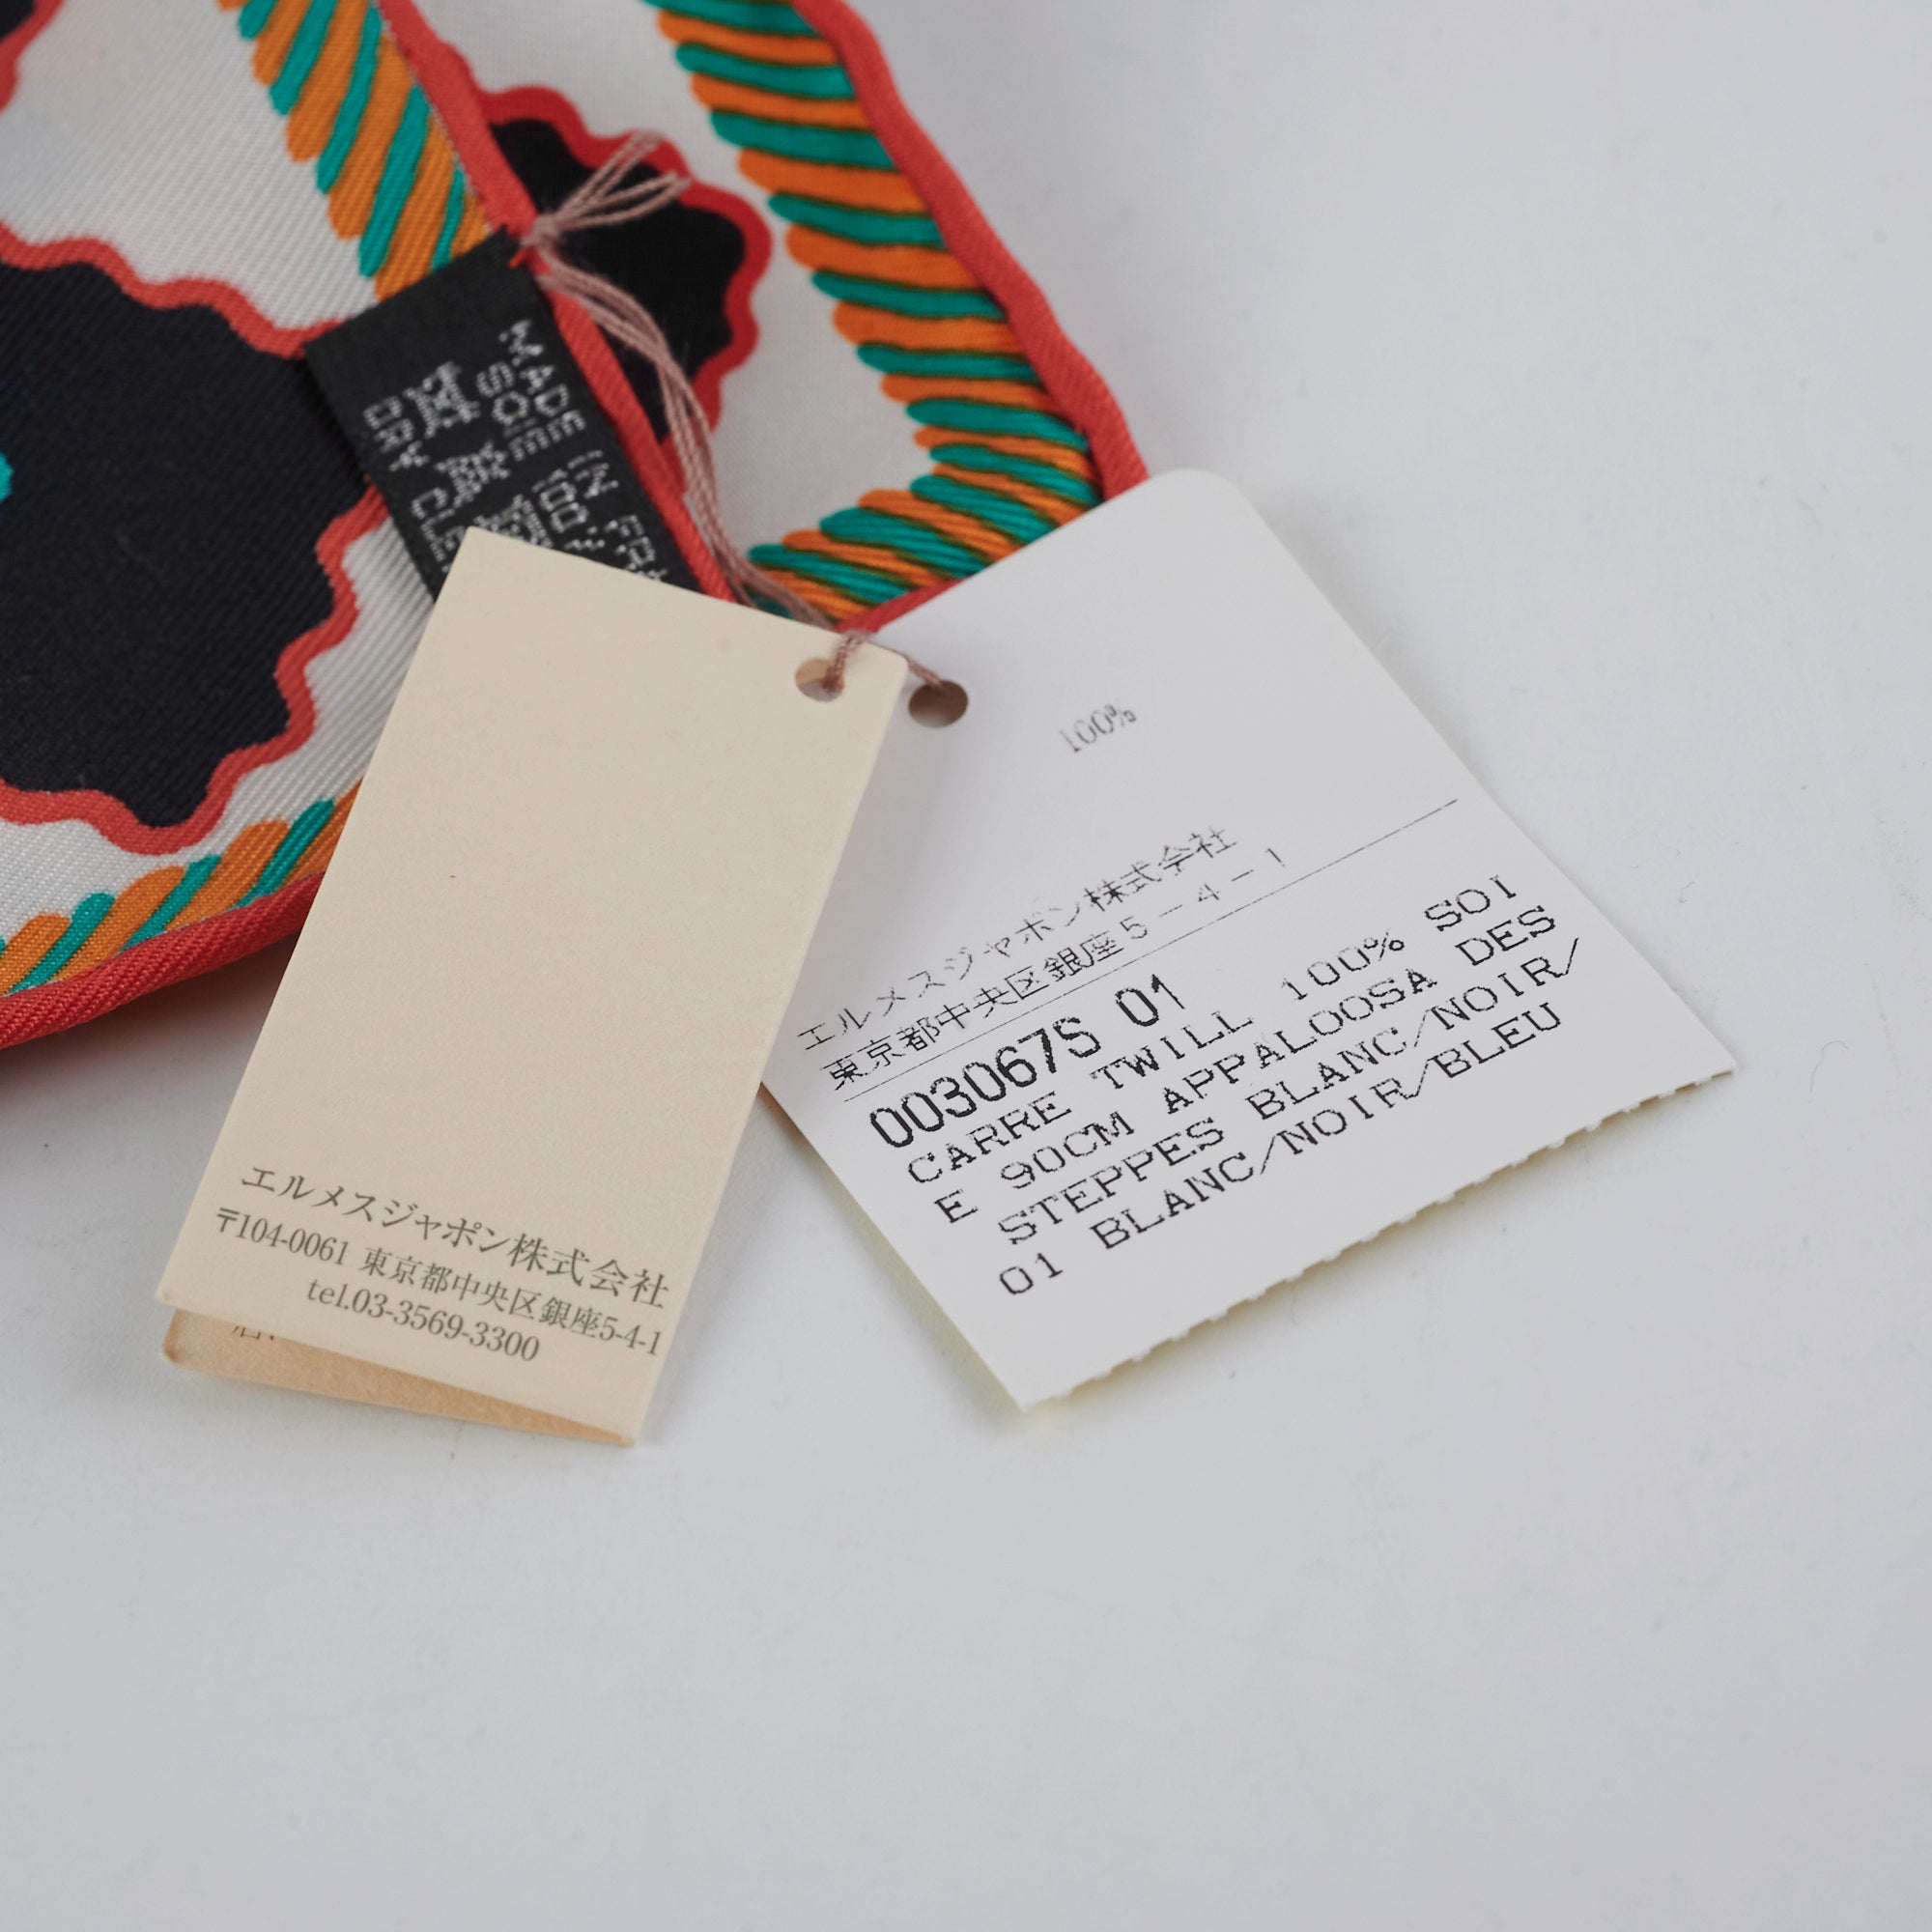 MADE IN
SOIE 100%
DRY
エルメスジャポン株式会社
〒104-0061 東京都中央区銀座5-4-1
tel.03-3569-3300
100%
エルメスジャポン株式会社
東京都中央区銀座5-4-1
003067S 01
CARRE TWILL 100% SOI
E 90CM APPALOOSA DES
STEPPES BLANC/NOIR/
01 BLANC/NOIR/BLEU